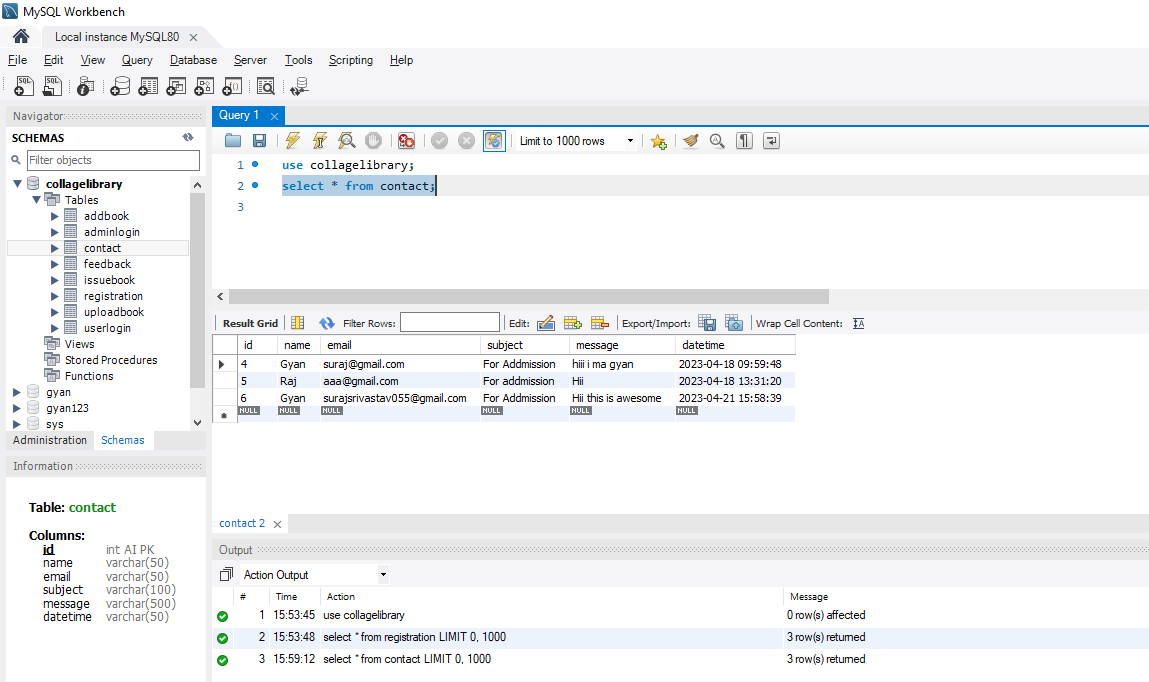 MySQL Workbench
Local instance MySQL80
File Edit View Query Database Server Tools Scripting Help
Navigator
SCHEMAS
Filter objects
collagelibrary
Tables
addbook
adminlogin
contact
feedback
issuebook
registration
uploadbook
userlogin
Views
Stored Procedures
Functions
gyan
gyan123
sys
Administration Schemas
Information
Table: contact
Columns:
id int AI PK
name varchar(50)
email varchar(50)
subject varchar(100)
message varchar(500)
datetime varchar(50)
Query 1
Limit to 1000 rows
1 use collagelibrary;
2 select * from contact;
3
Result Grid Filter Rows: Edit: Export/Import: Wrap Cell Content:
id name email subject message datetime
4 Gyan suraj@gmail.com For Addmission hiii i ma gyan 2023-04-18 09:59:48
5 Raj aaa@gmail.com For addmission Hii 2023-04-18 13:31:20
6 Gyan surajsrivastav055@gmail.com For Addmission Hii this is awesome 2023-04-21 15:58:39
NULL NULL NULL NULL NULL NULL
contact 2
Output
Action Output
# Time Action Message
1 15:53:45 use collagelibrary 0 row(s) affected
2 15:53:48 select * from registration LIMIT 0, 1000 3 row(s) returned
3 15:59:12 select * from contact LIMIT 0, 1000 3 row(s) returned